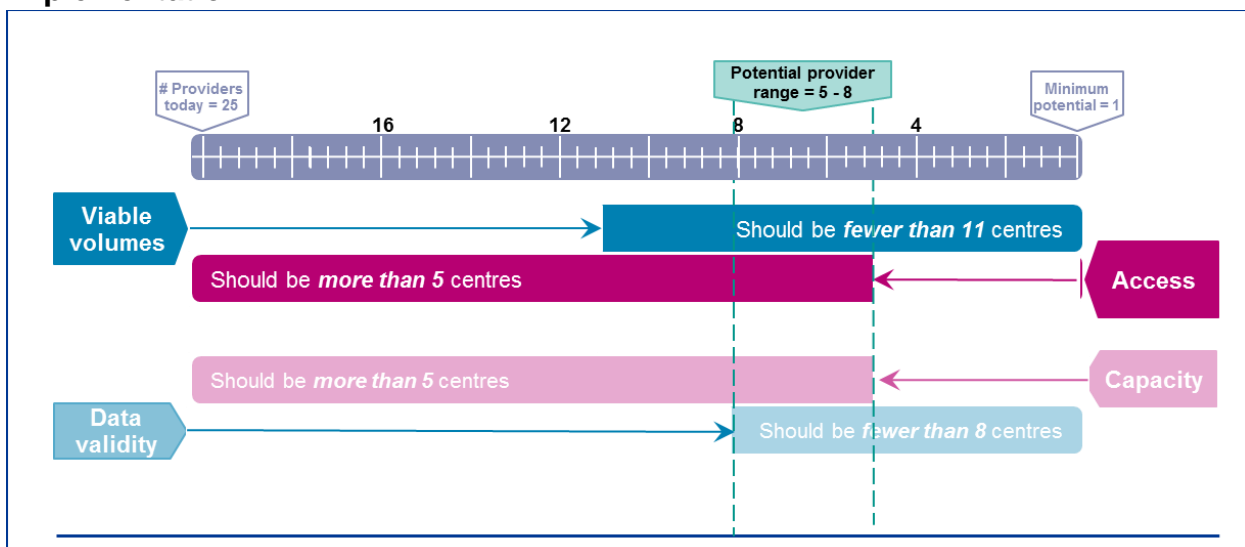 # Providers
today = 25
Potential provider
range = 5 - 8
Minimum
potential = 1
16
12
8
4
Viable
volumes
Should be fewer than 11 centres
Should be more than 5 centres
Access
Should be more than 5 centres
Capacity
Data
validity
Should be fewer than 8 centres